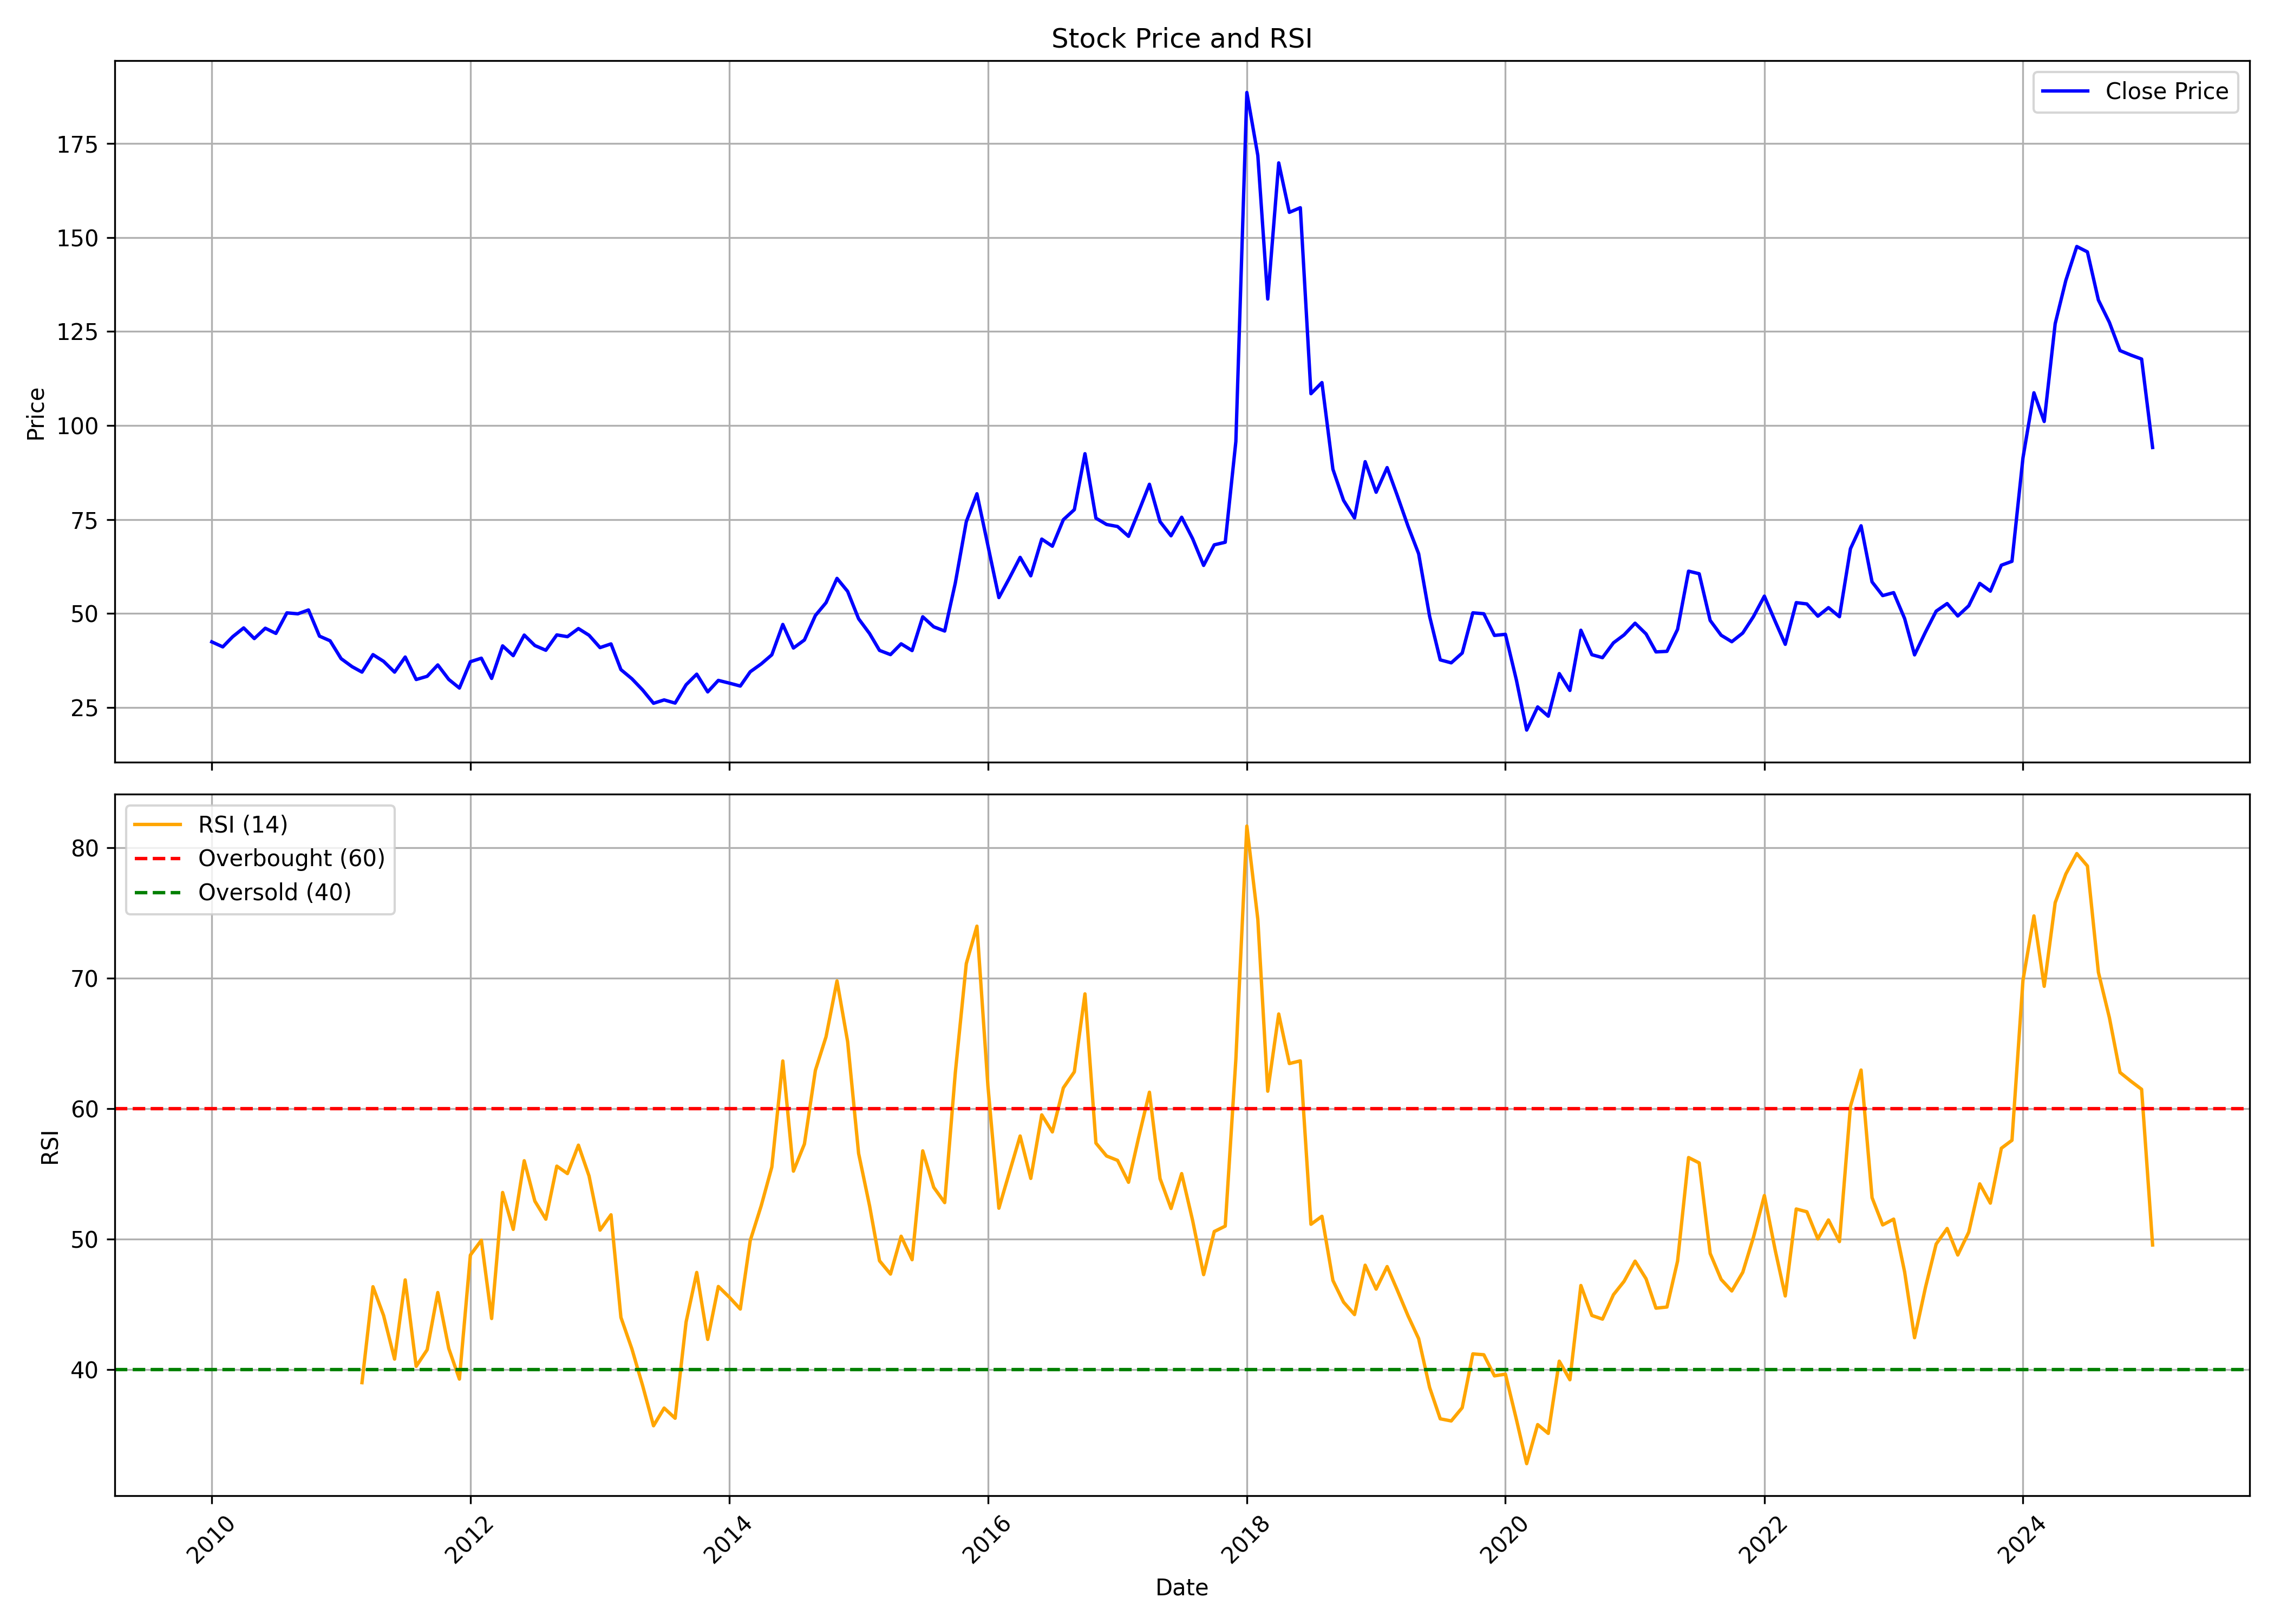 Stock Price and RSI
Close Price
175
150
125
100
75
50
25
Price
RSI (14)
Overbought (60)
Oversold (40)
80
70
60
50
40
RSI
2010
2012
2014
2016
2018
2020
2022
2024
Date